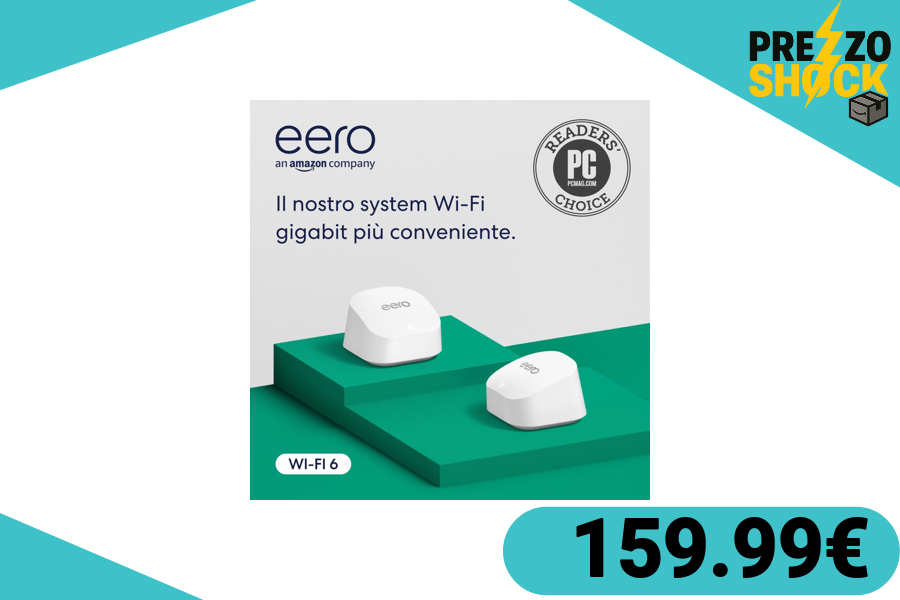 PREZZO
SHOCK
eero
an amazon company
READERS'
PC
PCMAG.COM
CHOICE
Il nostro system Wi-Fi
gigabit più conveniente.
eero
eero
WI-FI 6
159.99€